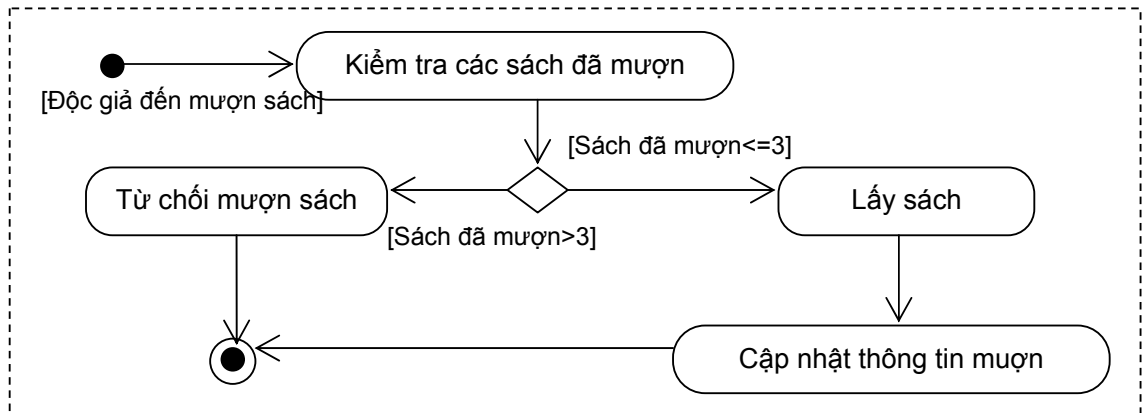 Kiểm tra các sách đã mượn
[Độc giả đến mượn sách]
[Sách đã mượn<=3]
Từ chối mượn sách
Lấy sách
[Sách đã mượn>3]
Cập nhật thông tin muợn